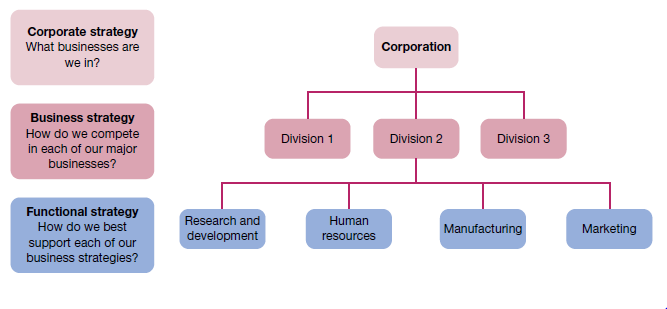 Corporate strategy
What businesses are
we in?
Corporation
Business strategy
How do we compete
in each of our major
businesses?
Division 1
Division 2
Division 3
Functional strategy
How do we best
support each of our
business strategies?
Research and
development
Human
resources
Manufacturing
Marketing